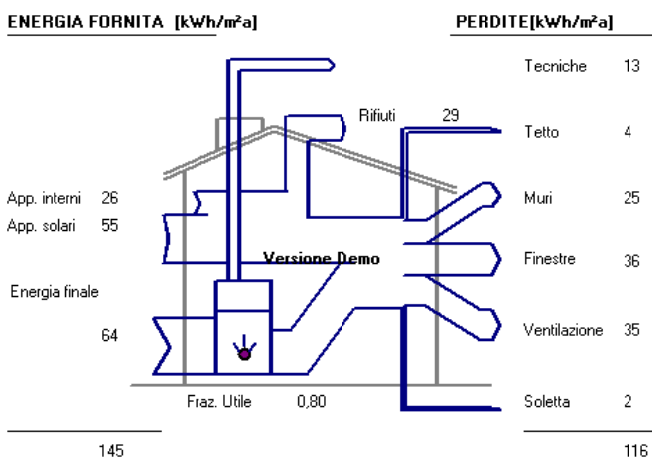 ENERGIA FORNITA [kWh/m²a]
PERDITE[kWh/m²a]
Tecniche 13
Rifiuti 29
Tetto 4
App. interni 26
Muri 25
App. solari 55
Versione Demo
Finestre 36
Energia finale
64
Ventilazione 35
Fraz. Utile 0,80
Soletta 2
145
116